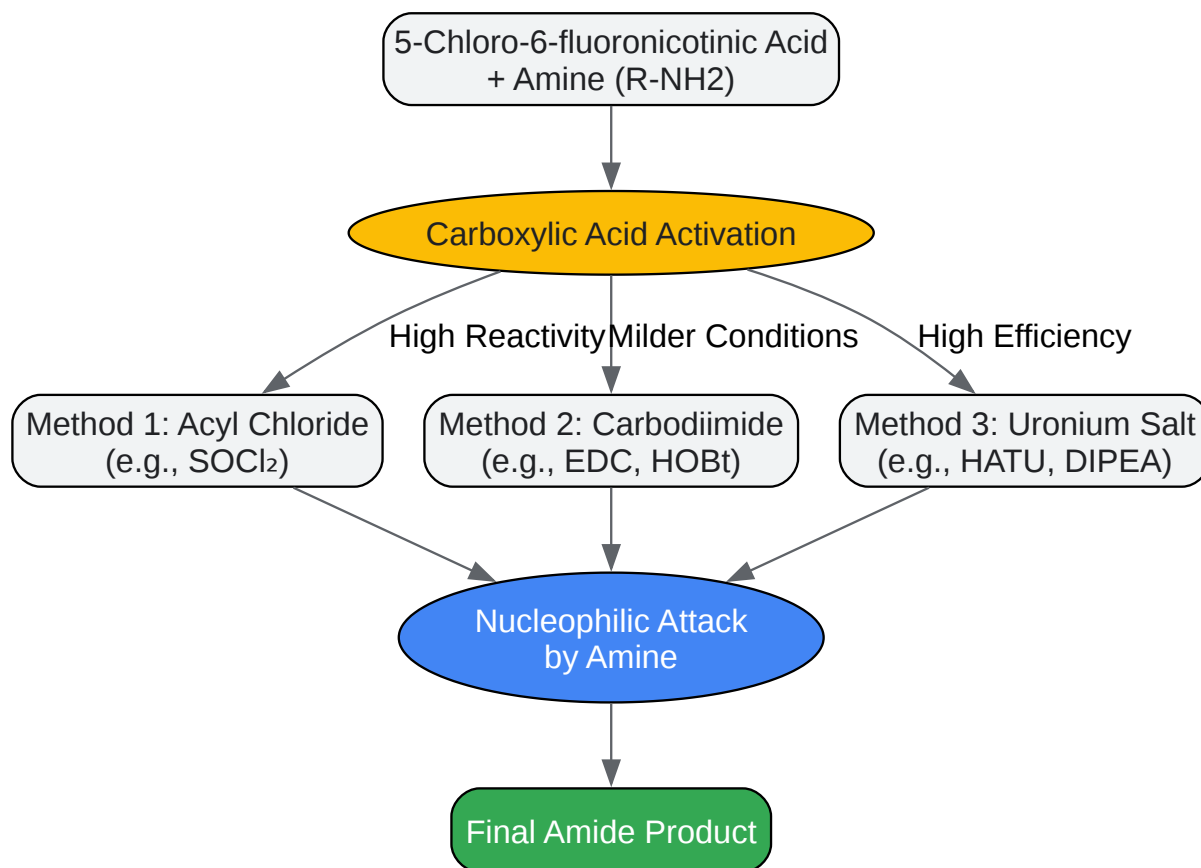 5-Chloro-6-fluoronicotinic Acid
+ Amine (R-NH2)
Carboxylic Acid Activation
High Reactivity
Milder Conditions
High Efficiency
Method 1: Acyl Chloride
(e.g., SOCl₂)
Method 2: Carbodiimide
(e.g., EDC, HOBt)
Method 3: Uronium Salt
(e.g., HATU, DIPEA)
Nucleophilic Attack
by Amine
Final Amide Product